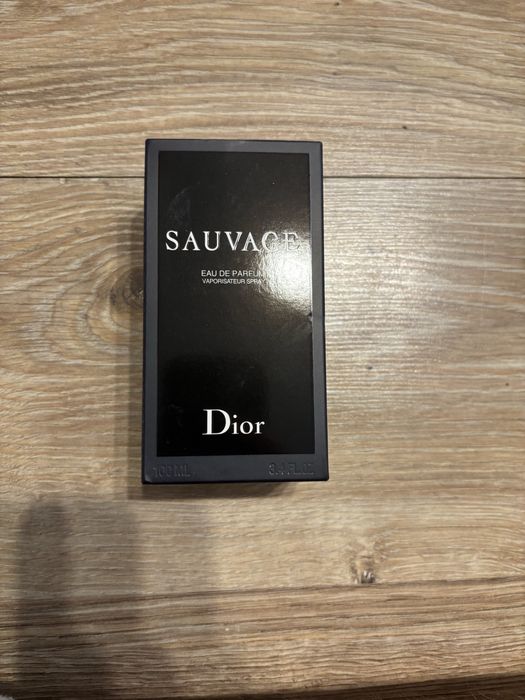 SAUVAGE
EAU DE PARFUM
VAPORISATEUR SPRAY
Dior
100 ML 3.4 FL.OZ